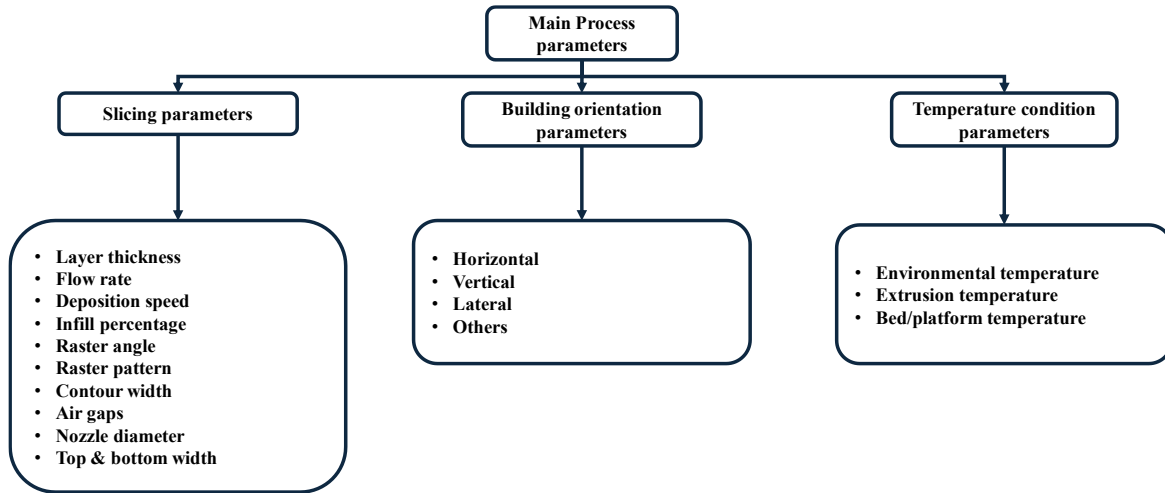 Main Process
parameters
Slicing parameters
Building orientation
parameters
Temperature condition
parameters
• Layer thickness
• Flow rate
• Deposition speed
• Infill percentage
• Raster angle
• Raster pattern
• Contour width
• Air gaps
• Nozzle diameter
• Top & bottom width
• Horizontal
• Vertical
• Lateral
• Others
• Environmental temperature
• Extrusion temperature
• Bed/platform temperature